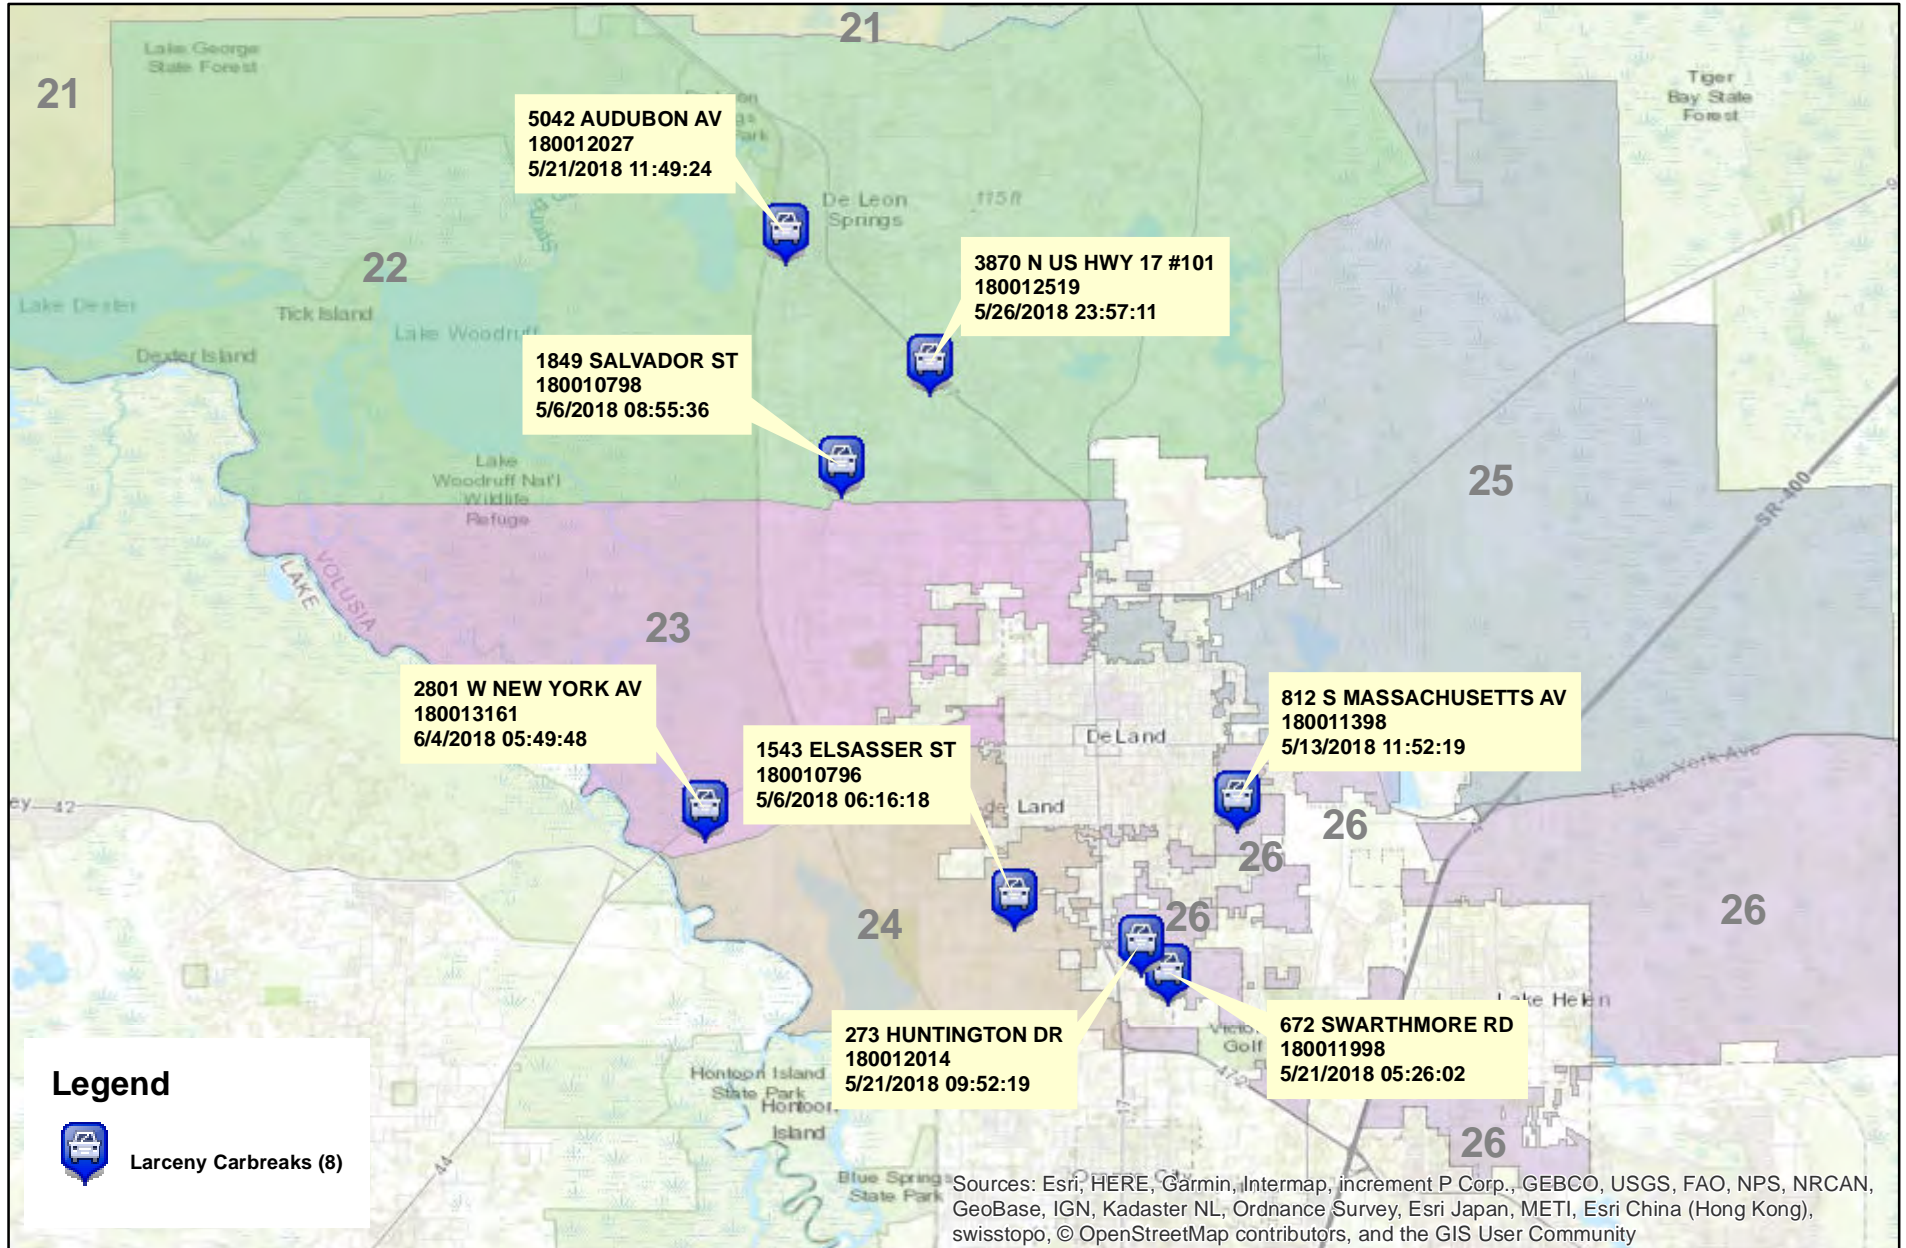 21
21
Lake George
State Forest
Tiger
Bay State
Forest
5042 AUDUBON AV
180012027
5/21/2018 11:49:24
De Leon
Springs
115 ft
22
3870 N US HWY 17 #101
180012519
5/26/2018 23:57:11
Lake Dexter
Tick Island
Lake Woodruff
Dexter Island
1849 SALVADOR ST
180010798
5/6/2018 08:55:36
Lake
Woodruff Nat'l
Wildlife
Refuge
25
SR-400
VOLUSIA
LAKE
23
2801 W NEW YORK AV
180013161
6/4/2018 05:49:48
812 S MASSACHUSETTS AV
180011398
5/13/2018 11:52:19
DeLand
1543 ELSASSER ST
180010796
5/6/2018 06:16:18
E New York Ave
de Land
42
26
26
26
26
24
Lake Helen
273 HUNTINGTON DR
180012014
5/21/2018 09:52:19
672 SWARTHMORE RD
180011998
5/21/2018 05:26:02
Golf
472
17
Hontoon Island
State Park
Hontoon
Island
26
44
Blue Spring
State Park
Legend
Larceny Carbreaks (8)
Sources: Esri, HERE, Garmin, Intermap, increment P Corp., GEBCO, USGS, FAO, NPS, NRCAN,
GeoBase, IGN, Kadaster NL, Ordnance Survey, Esri Japan, METI, Esri China (Hong Kong),
swisstopo, © OpenStreetMap contributors, and the GIS User Community